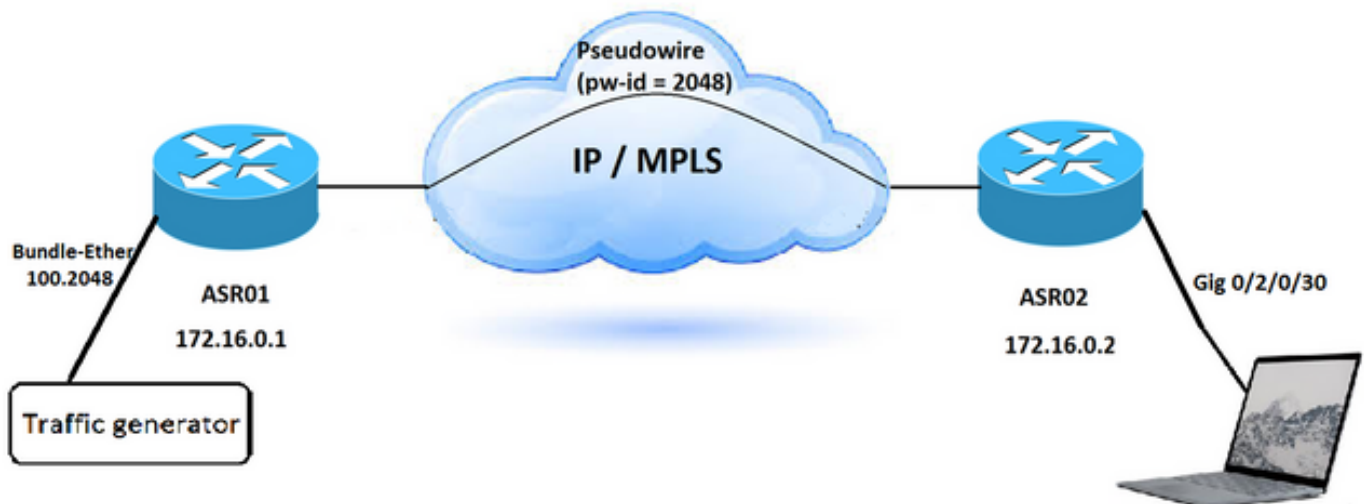 Pseudowire
(pw-id = 2048)
IP / MPLS
Bundle-Ether
100.2048
ASR01
172.16.0.1
Traffic generator
ASR02
172.16.0.2
Gig 0/2/0/30